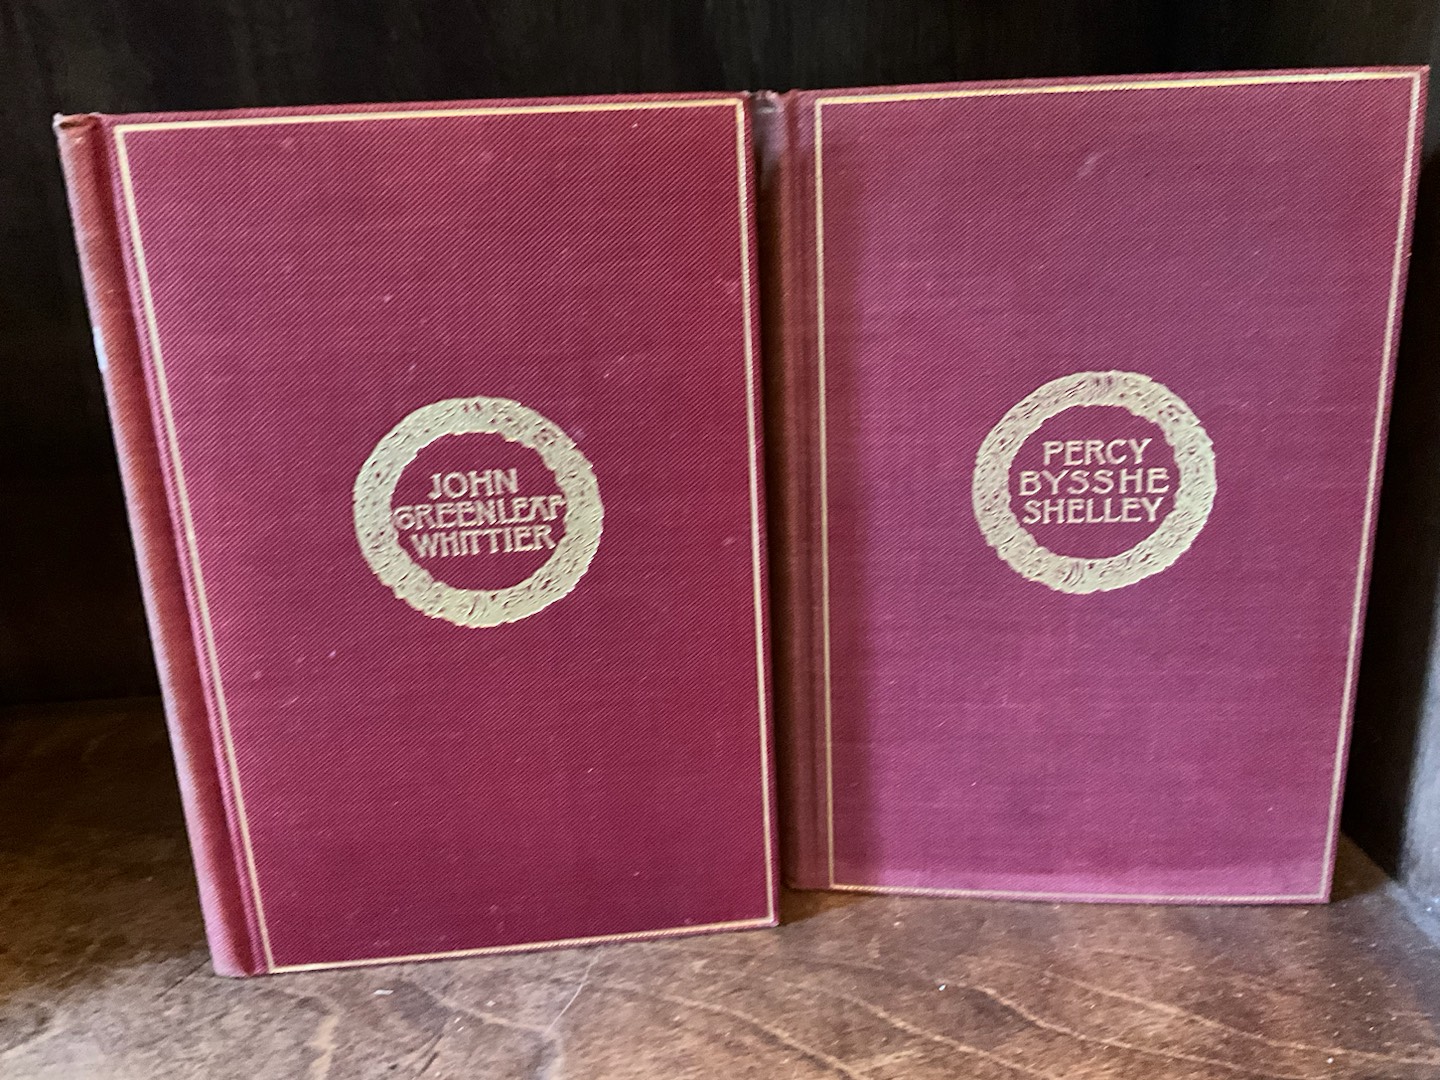 JOHN
GREENLEAF
WHITTIER
PERCY
BYSSHE
SHELLEY